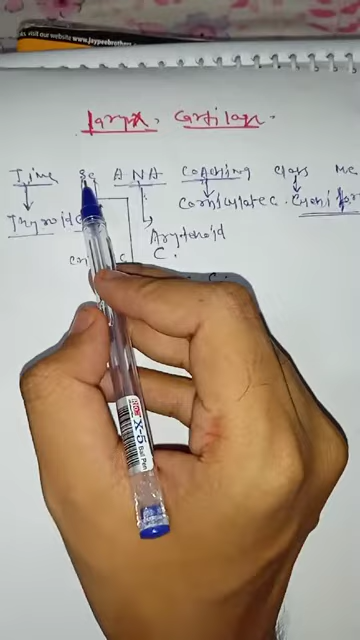 visit our website www.jaypeebrothers.
larynx. Cartilage.
Time Se ANA Coaching Class Me
Thyroid C
Corniculate C. Cuneiform
Arytenoid
C.
C.
X-5
Ball Pen